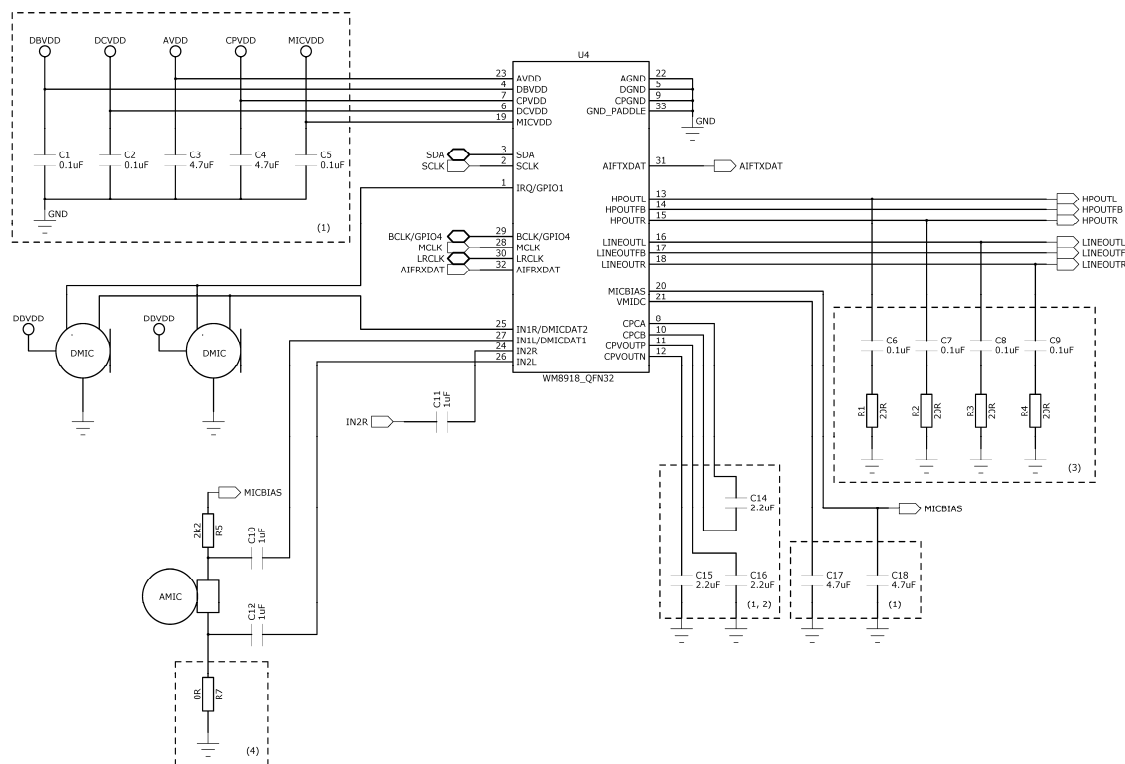 DBVDD DCVDD AVDD CPVDD MICVDD
U4
23 AVDD
4 DBVDD
7 CPVDD
6 DCVDD
19 MICVDD
AGND 22
DGND 5
CPGND 9
GND_PADDLE 33
GND
C1 0.1uF
C2 0.1uF
C3 4.7uF
C4 4.7uF
C5 0.1uF
GND
(1)
SDA 3 SDA
SCLK 2 SCLK
1 IRQ/GPIO1
AIFTXDAT 31 AIFTXDAT
HPOUTL 13 HPOUTL
HPOUTFB 14 HPOUTFB
HPOUTR 15 HPOUTR
BCLK/GPIO4 29 BCLK/GPIO4
MCLK 28 MCLK
LRCLK 30 LRCLK
AIFRXDAT 32 AIFRXDAT
LINEOUTL 16 LINEOUTL
LINEOUTFB 17 LINEOUTF
LINEOUTR 18 LINEOUTR
MICBIAS 20
VMIDC 21
DBVDD DBVDD
DMIC DMIC
25 IN1R/DMICDAT2
27 IN1L/DMICDAT1
24 IN2R
26 IN2L
CPCA 8
CPCB 10
CPVOUTP 11
CPVOUTN 12
WM8918_QFN32
C6 0.1uF
C7 0.1uF
C8 0.1uF
C9 0.1uF
R1 20R
R2 20R
R3 20R
R4 20R
(3)
IN2R
C11 1uF
MICBIAS
2k2 R5
C10 1uF
AMIC
C12 1uF
0R R7
(4)
C14 2.2uF
C15 2.2uF
C16 2.2uF
(1, 2)
MICBIAS
C17 4.7uF
C18 4.7uF
(1)